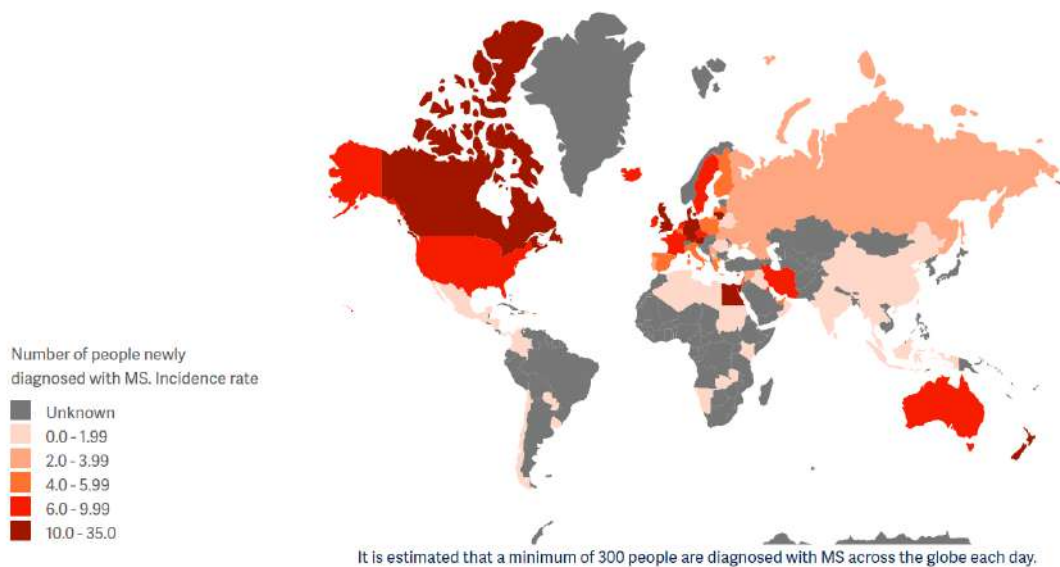 Number of people newly
diagnosed with MS. Incidence rate
Unknown
0.0 - 1.99
2.0 - 3.99
4.0 - 5.99
6.0 - 9.99
10.0 - 35.0
It is estimated that a minimum of 300 people are diagnosed with MS across the globe each day.